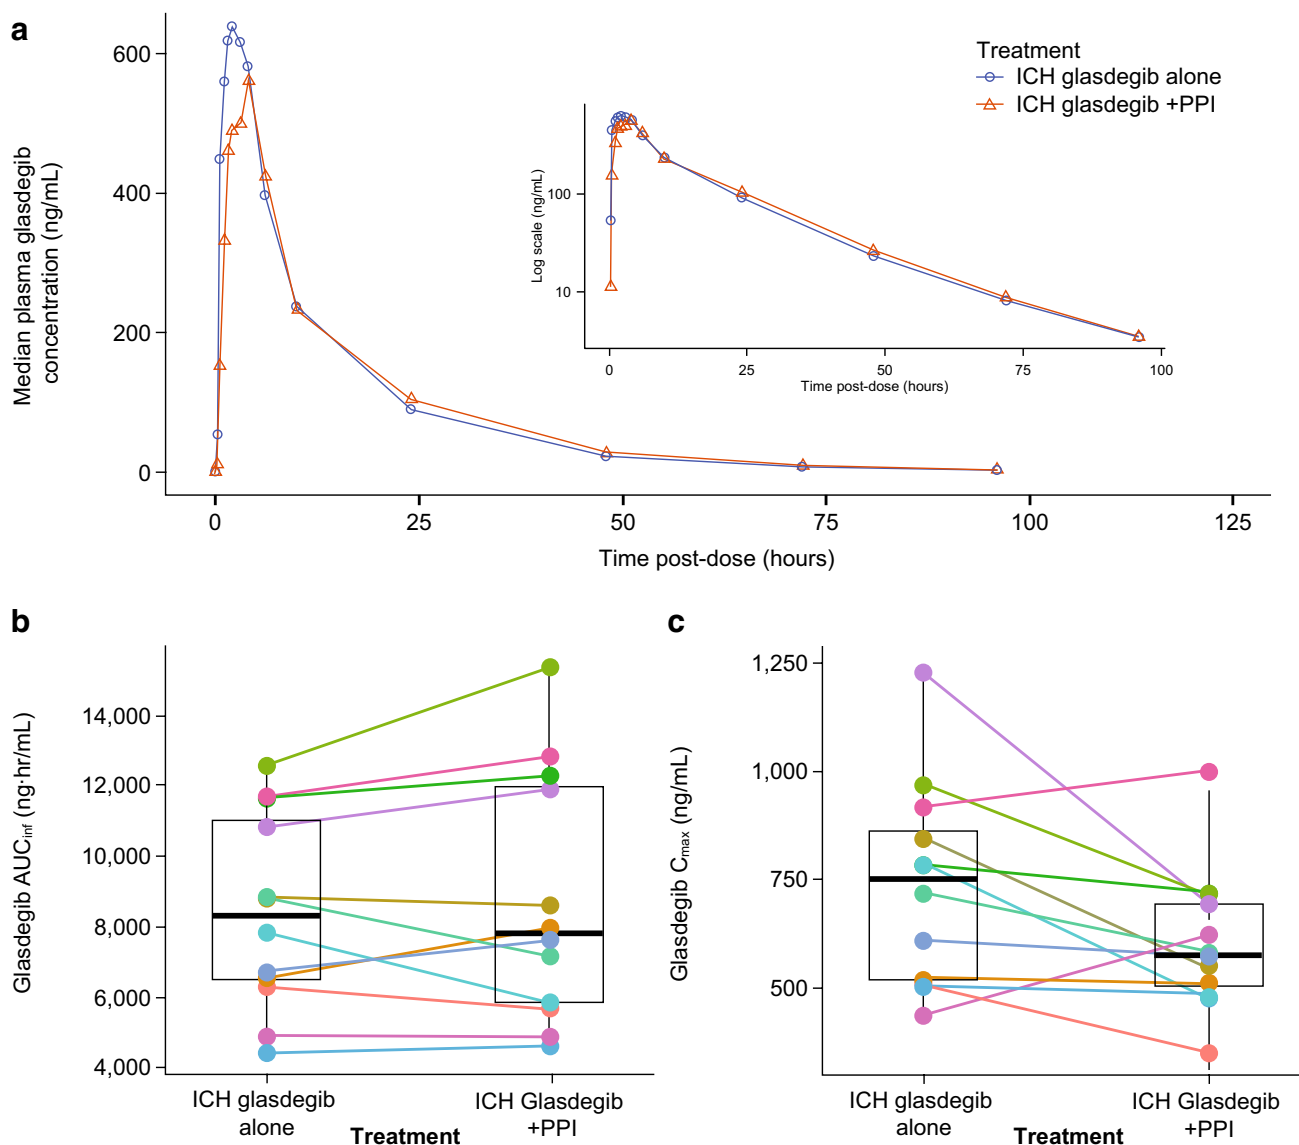 a
Treatment
ICH glasdegib alone
ICH glasdegib +PPI
Median plasma glasdegib
concentration (ng/mL)
600
400
200
0
0
25
50
75
100
125
Time post-dose (hours)
Log scale (ng/mL)
100
10
0
25
50
75
100
Time post-dose (hours)
b
Glasdegib AUCinf (ng·hr/mL)
14,000
12,000
10,000
8,000
6,000
4,000
ICH glasdegib
alone
ICH Glasdegib
+PPI
Treatment
c
Glasdegib Cmax (ng/mL)
1,250
1,000
750
500
ICH glasdegib
alone
ICH Glasdegib
+PPI
Treatment